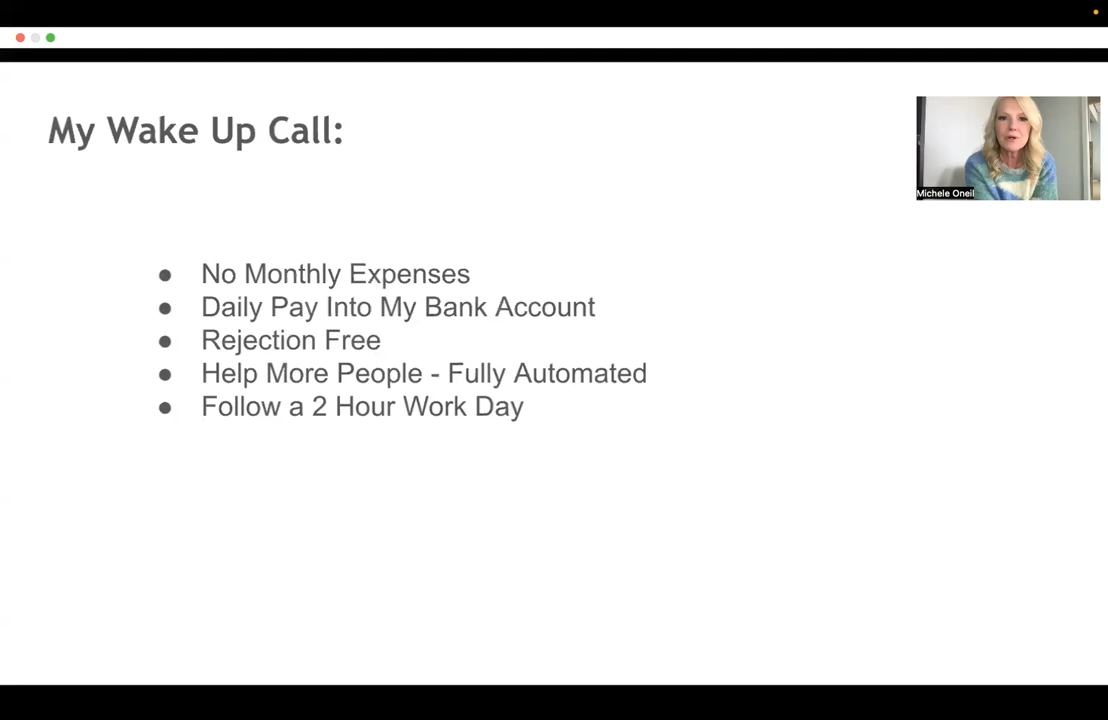 My Wake Up Call:
Michele Oneil
● No Monthly Expenses
● Daily Pay Into My Bank Account
● Rejection Free
● Help More People - Fully Automated
● Follow a 2 Hour Work Day